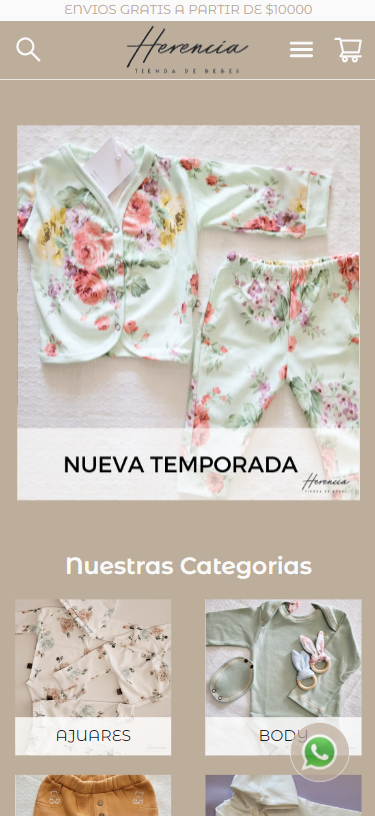 ENVIOS GRATIS A PARTIR DE $10000
Herencia
TIENDA DE BEBES
NUEVA TEMPORADA
Herencia
TIENDA DE BEBES
Nuestras Categorias
AJUARES
BODY